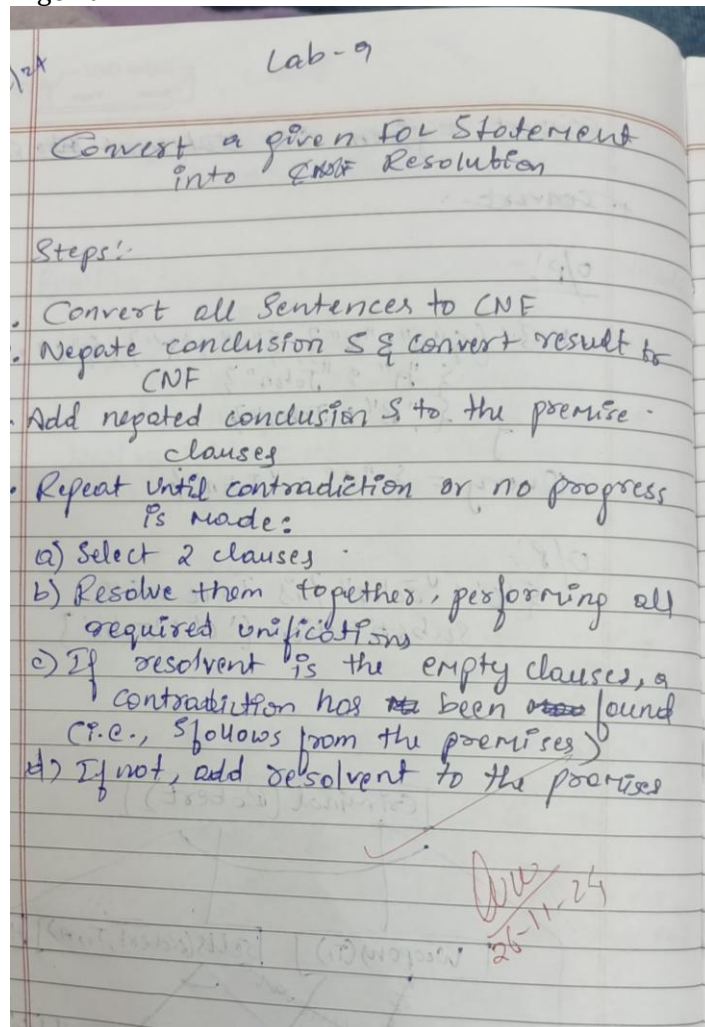 Lab-9
Convert a given FOL Statement
into Resolution
Steps:-
Convert all Sentences to CNF
Negate conclusion S & convert result to
CNF
Add negated conclusion S to the premise
clauses
Repeat until contradiction or no progress
is made:
a) Select 2 clauses
b) Resolve them together, performing all
required unifications
c) If resolvent is the empty clauses, a
contradiction has been found
(i.e., S follows from the premises)
d) If not, add resolvent to the premises
26-11-24